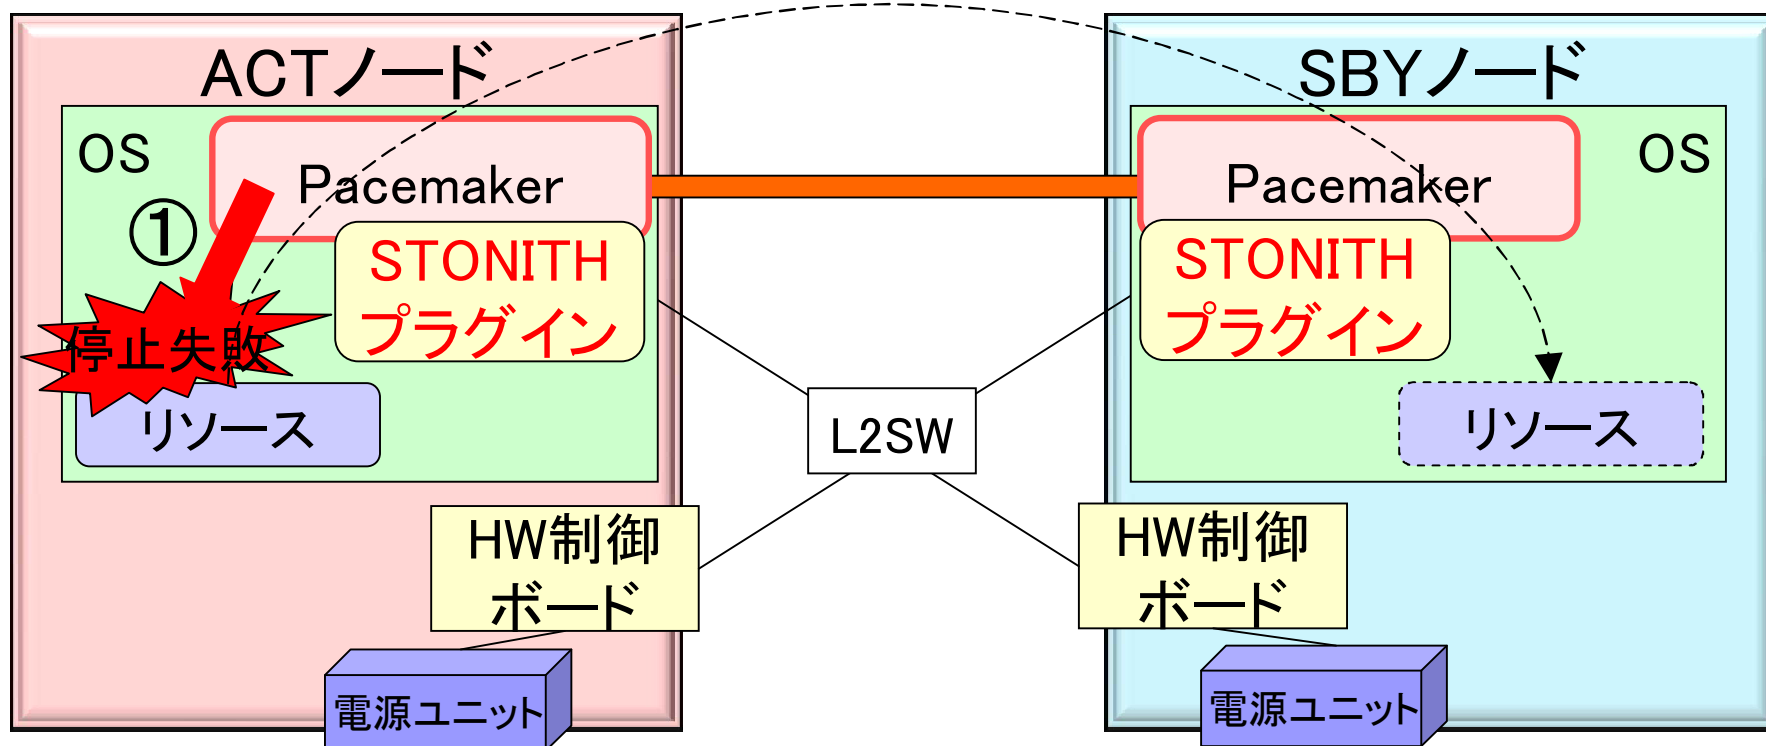 ACTノード
SBYノード
OS
Pacemaker
Pacemaker
OS
①
STONITH
プラグイン
STONITH
プラグイン
停止失敗
リソース
L2SW
リソース
HW制御
ボード
HW制御
ボード
電源ユニット
電源ユニット